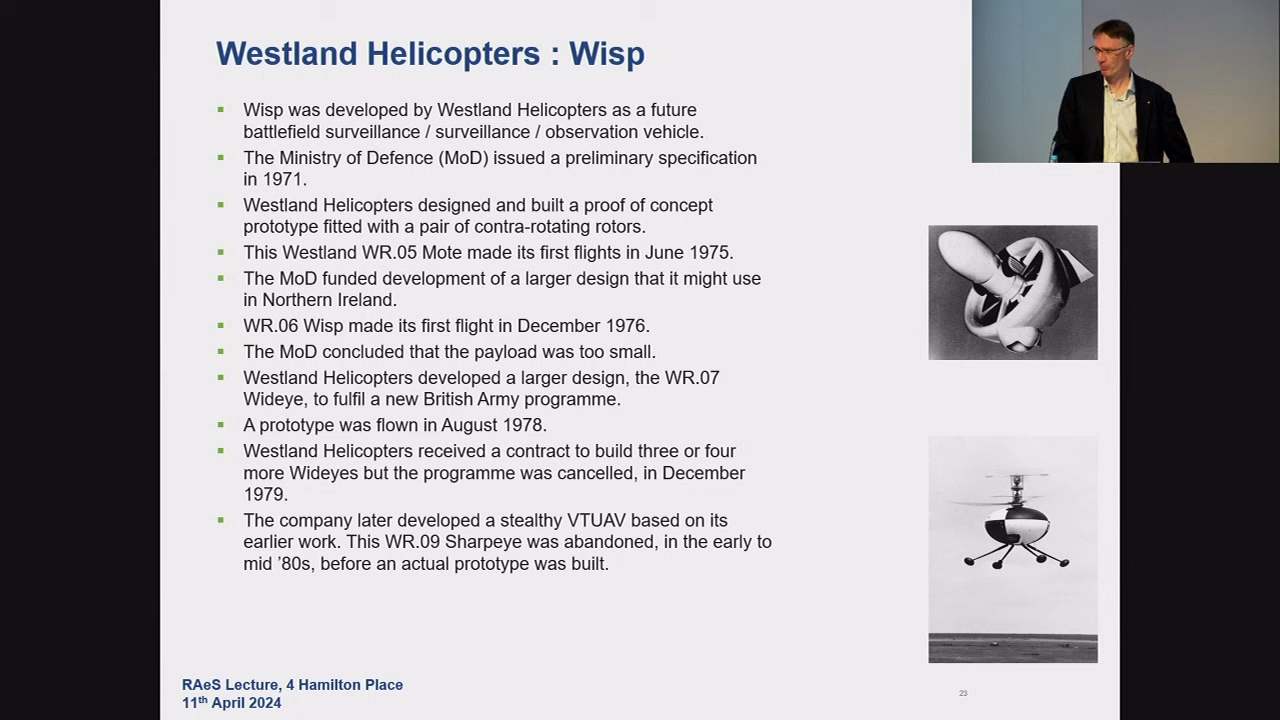 Westland Helicopters : Wisp
Wisp was developed by Westland Helicopters as a future
battlefield surveillance / surveillance / observation vehicle.
The Ministry of Defence (MoD) issued a preliminary specification
in 1971.
Westland Helicopters designed and built a proof of concept
prototype fitted with a pair of contra-rotating rotors.
This Westland WR.05 Mote made its first flights in June 1975.
The MoD funded development of a larger design that it might use
in Northern Ireland.
WR.06 Wisp made its first flight in December 1976.
The MoD concluded that the payload was too small.
Westland Helicopters developed a larger design, the WR.07
Wideye, to fulfil a new British Army programme.
A prototype was flown in August 1978.
Westland Helicopters received a contract to build three or four
more Wideyes but the programme was cancelled, in December
1979.
The company later developed a stealthy VTUAV based on its
earlier work. This WR.09 Sharpeye was abandoned, in the early to
mid ’80s, before an actual prototype was built.
RAeS Lecture, 4 Hamilton Place
11th April 2024
23